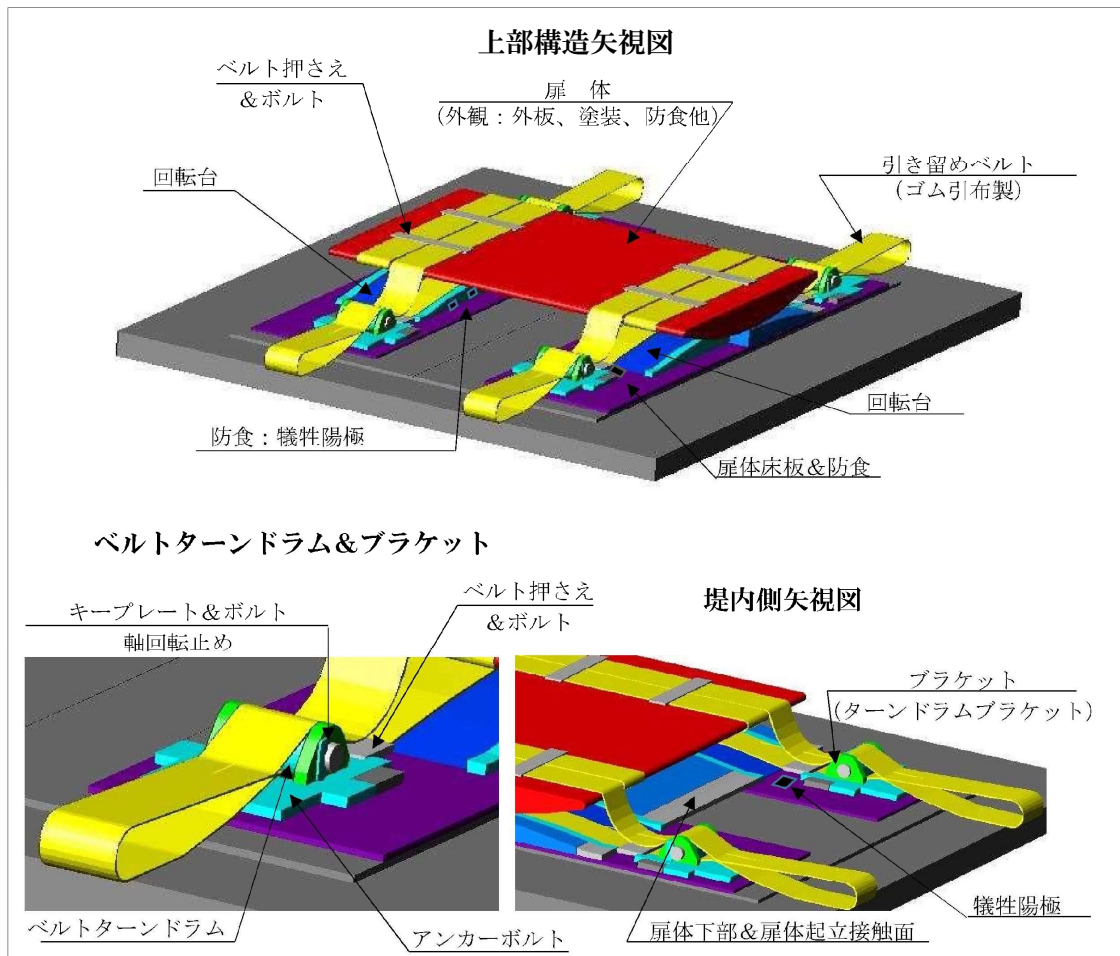 上部構造矢視図
ベルト押さえ
&ボルト
扉 体
(外観：外板、塗装、防食他)
回転台
引き留めベルト
(ゴム引布製)
回転台
防食：犠牲陽極
扉体床板&防食
ベルトターンドラム&ブラケット
キープレート&ボルト
軸回転止め
ベルト押さえ
&ボルト
堤内側矢視図
ブラケット
(ターンドラムブラケット)
犠牲陽極
ベルトターンドラム
アンカーボルト
扉体下部&扉体起立接触面